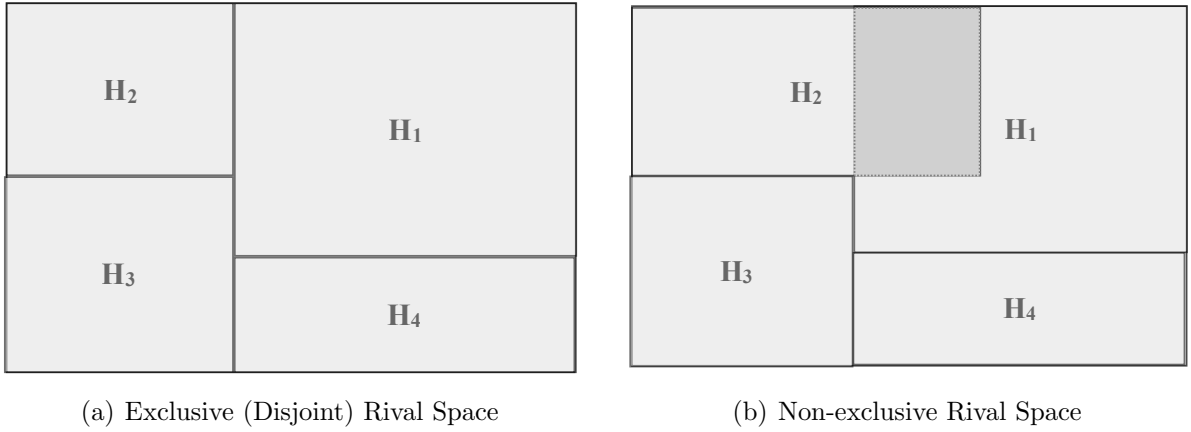 H₂
H₁
H₃
H₄
(a) Exclusive (Disjoint) Rival Space
H₂
H₁
H₃
H₄
(b) Non-exclusive Rival Space